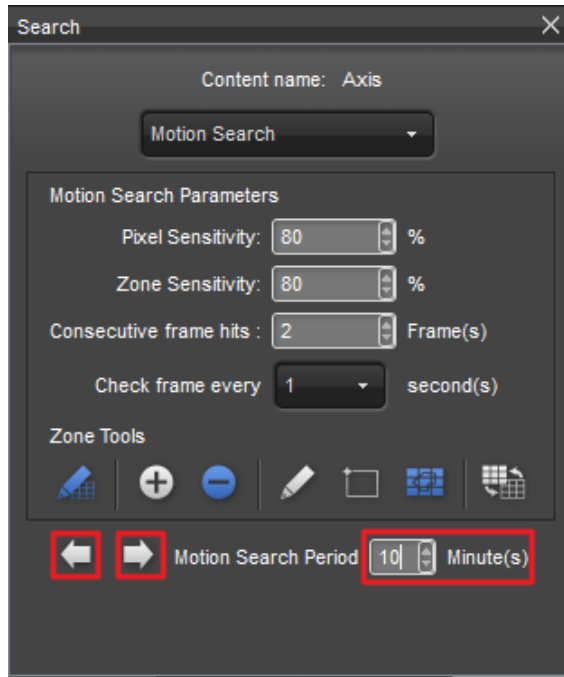 Search
Content name: Axis
Motion Search
Motion Search Parameters
Pixel Sensitivity: 80 %
Zone Sensitivity: 80 %
Consecutive frame hits : 2 Frame(s)
Check frame every 1 second(s)
Zone Tools
Motion Search Period 10 Minute(s)